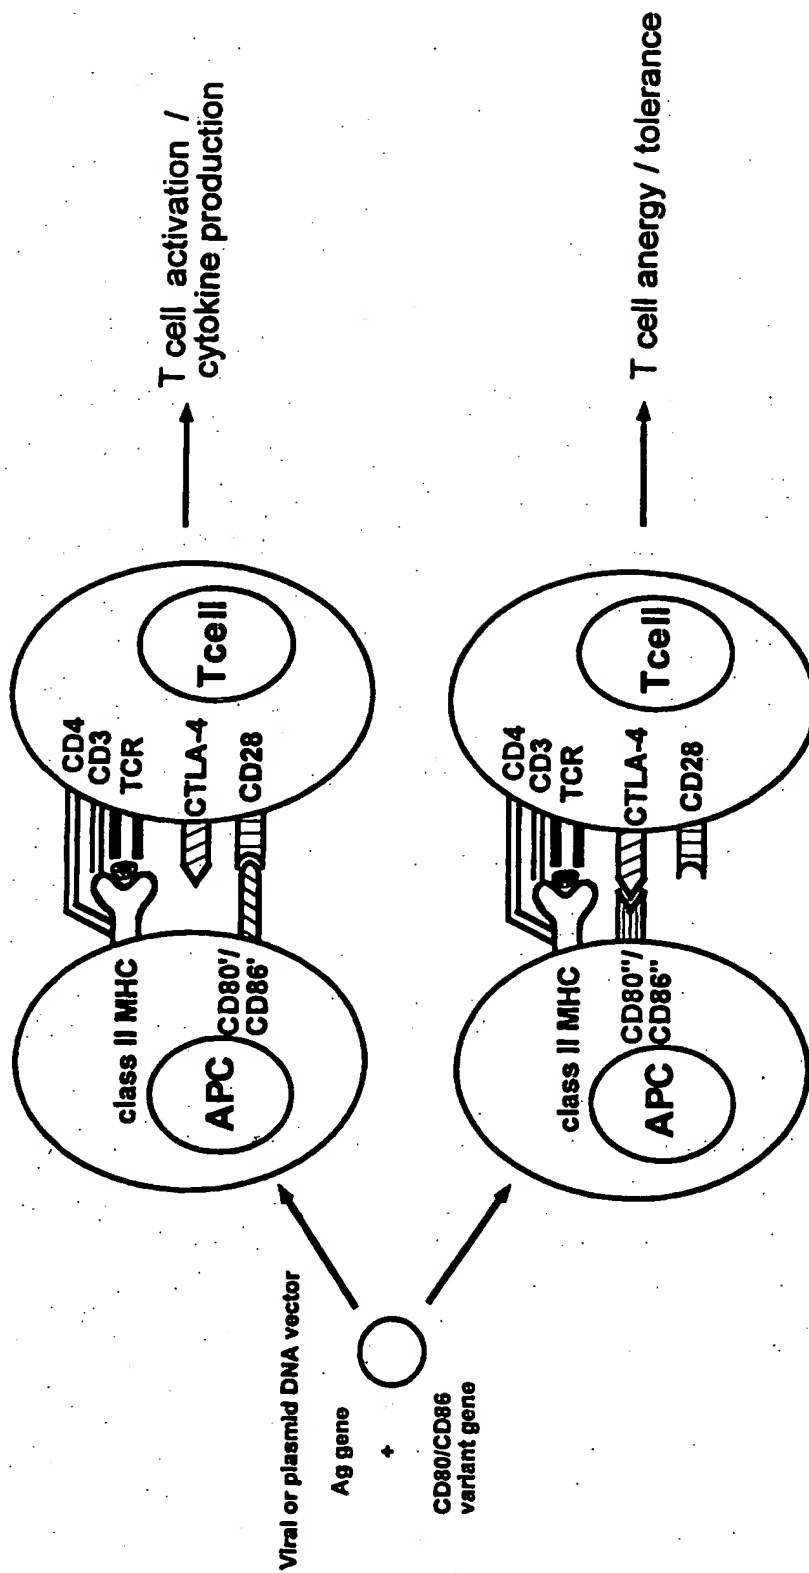 Viral or plasmid DNA vector
Ag gene
+
CD80/CD86
variant gene
class II MHC
APC
CD80'/
CD86'
CD4
CD3
TCR
CTLA-4
CD28
T cell
T cell activation /
cytokine production
class II MHC
APC
CD80"/
CD86"
CD4
CD3
TCR
CTLA-4
CD28
T cell
T cell anergy / tolerance